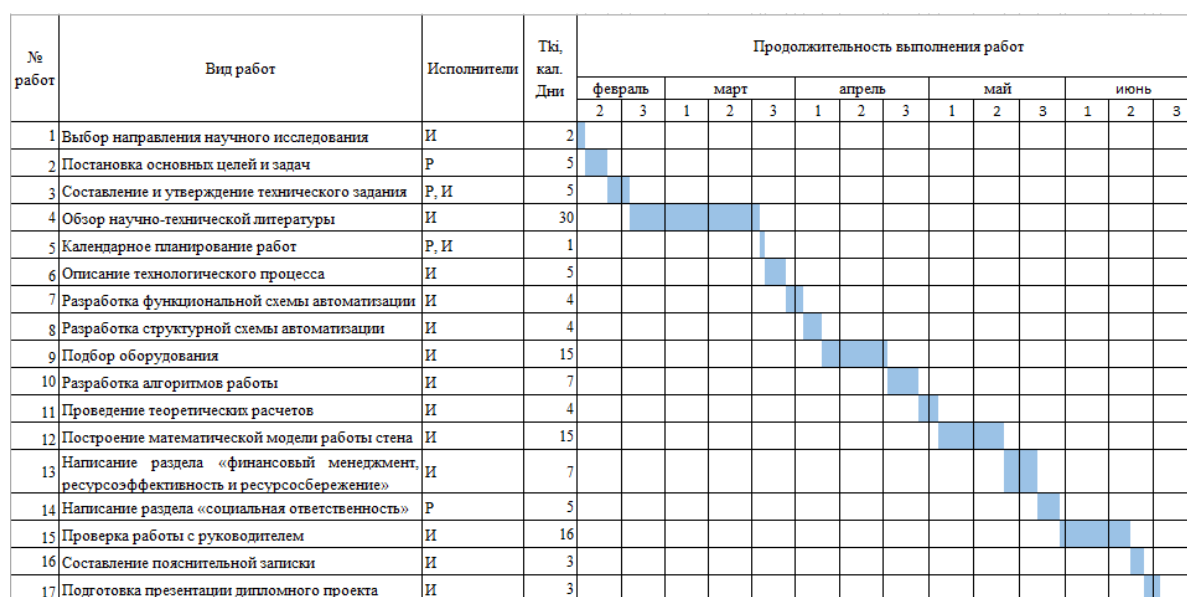 № работ Вид работ Исполнители Tki, кал. Дни Продолжительность выполнения работ
февраль март апрель май июнь
2 3 1 2 3 1 2 3 1 2 3 1 2 3
1 Выбор направления научного исследования И 2
2 Постановка основных целей и задач Р 5
3 Составление и утверждение технического задания Р, И 5
4 Обзор научно-технической литературы И 30
5 Календарное планирование работ Р, И 1
6 Описание технологического процесса И 5
7 Разработка функциональной схемы автоматизации И 4
8 Разработка структурной схемы автоматизации И 4
9 Подбор оборудования И 15
10 Разработка алгоритмов работы И 7
11 Проведение теоретических расчетов И 4
12 Построение математической модели работы стена И 15
13 Написание раздела «финансовый менеджмент, И 7
ресурсоэффективность и ресурсосбережение»
14 Написание раздела «социальная ответственность» Р 5
15 Проверка работы с руководителем И 16
16 Составление пояснительной записки И 3
17 Подготовка презентации дипломного проекта И 3